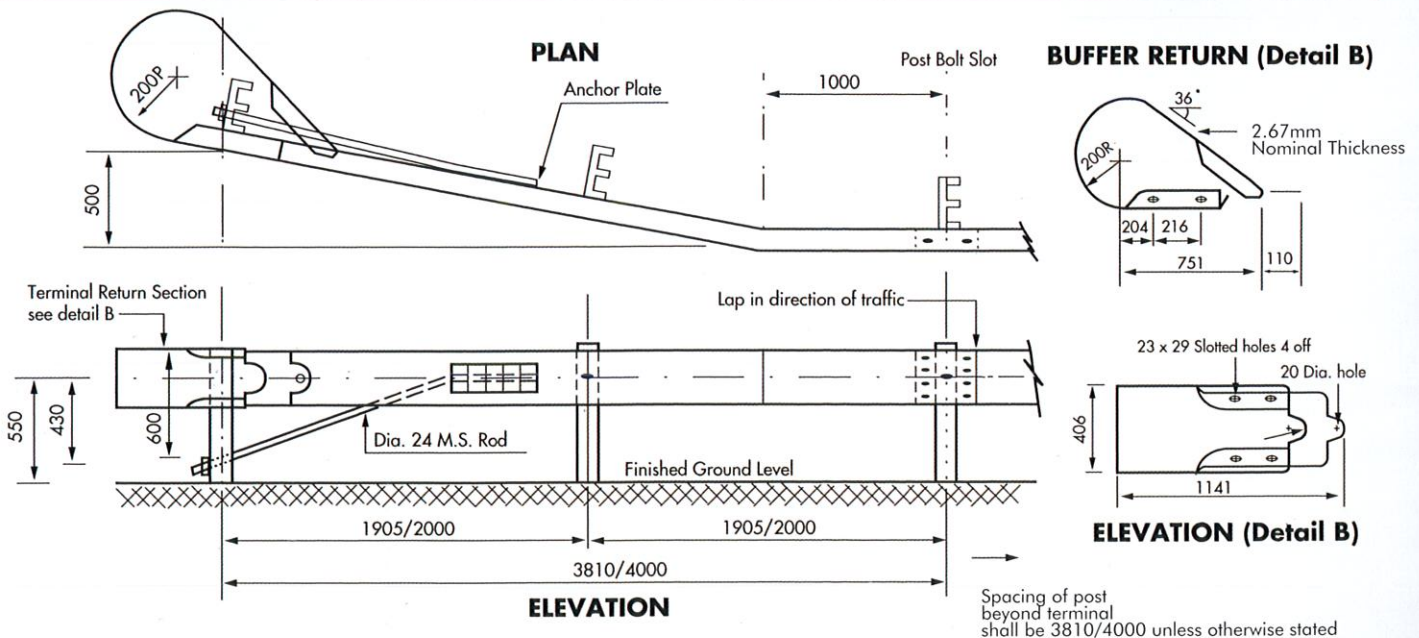 PLAN
Post Bolt Slot
BUFFER RETURN (Detail B)
200P
Anchor Plate
1000
36°
2.67mm
Nominal Thickness
200R
500
204
216
751
110
Terminal Return Section
see detail B
Lap in direction of traffic
23 x 29 Slotted holes 4 off
20 Dia. hole
550
430
600
Dia. 24 M.S. Rod
Finished Ground Level
406
1141
1905/2000
1905/2000
ELEVATION (Detail B)
3810/4000
ELEVATION
Spacing of post
beyond terminal
shall be 3810/4000 unless otherwise stated